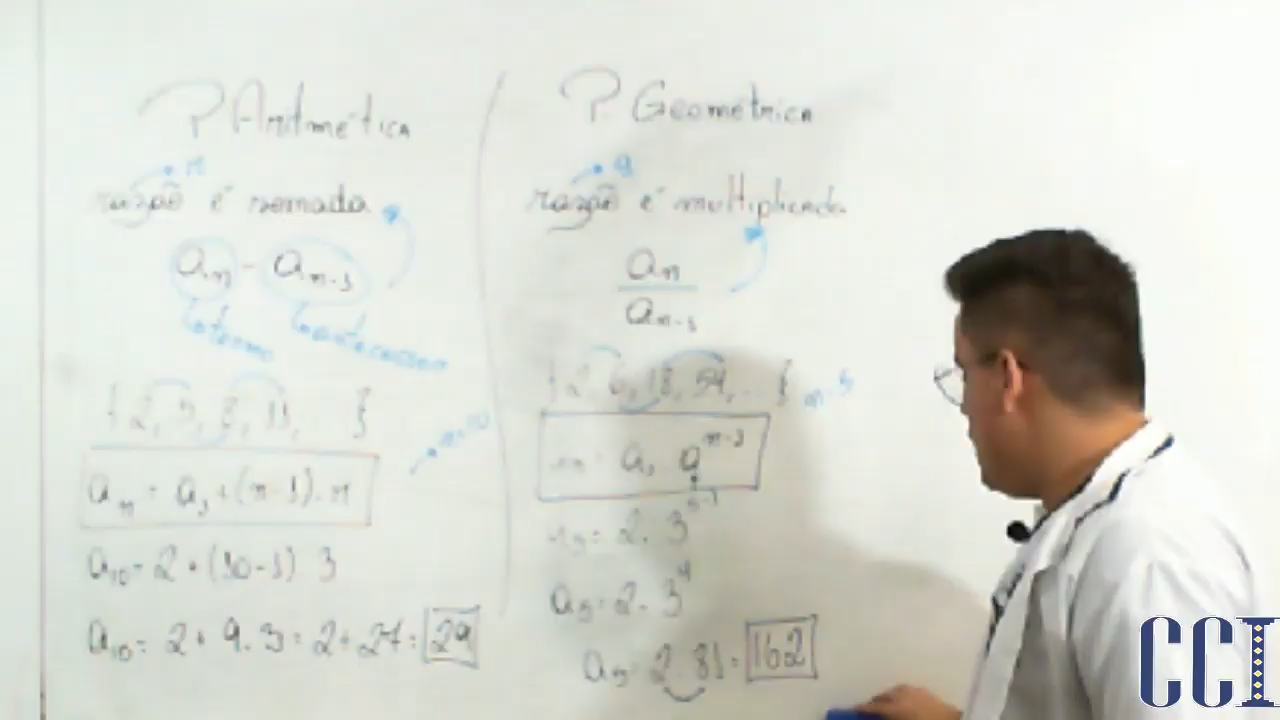 P Aritmética
r
razão é somada
aₙ - aₙ₋₁
termo antecessor
{ 2, 5, 8, 11, }
n=10
aₙ = a₁ + (n-1) . r
a₁₀ = 2 + (10-1) 3
a₁₀ = 2 + 9.3 = 2 + 27 = 29
P. Geométrica
q
razão é multiplicada
aₙ
aₙ₋₁
{ 2, 6, 18, 54, ... } n=5
= a₁ qⁿ⁻¹
= 2 . 3⁵⁻¹
a₅ = 2 . 3⁴
a₅ = 2 . 81 = 162
CCI